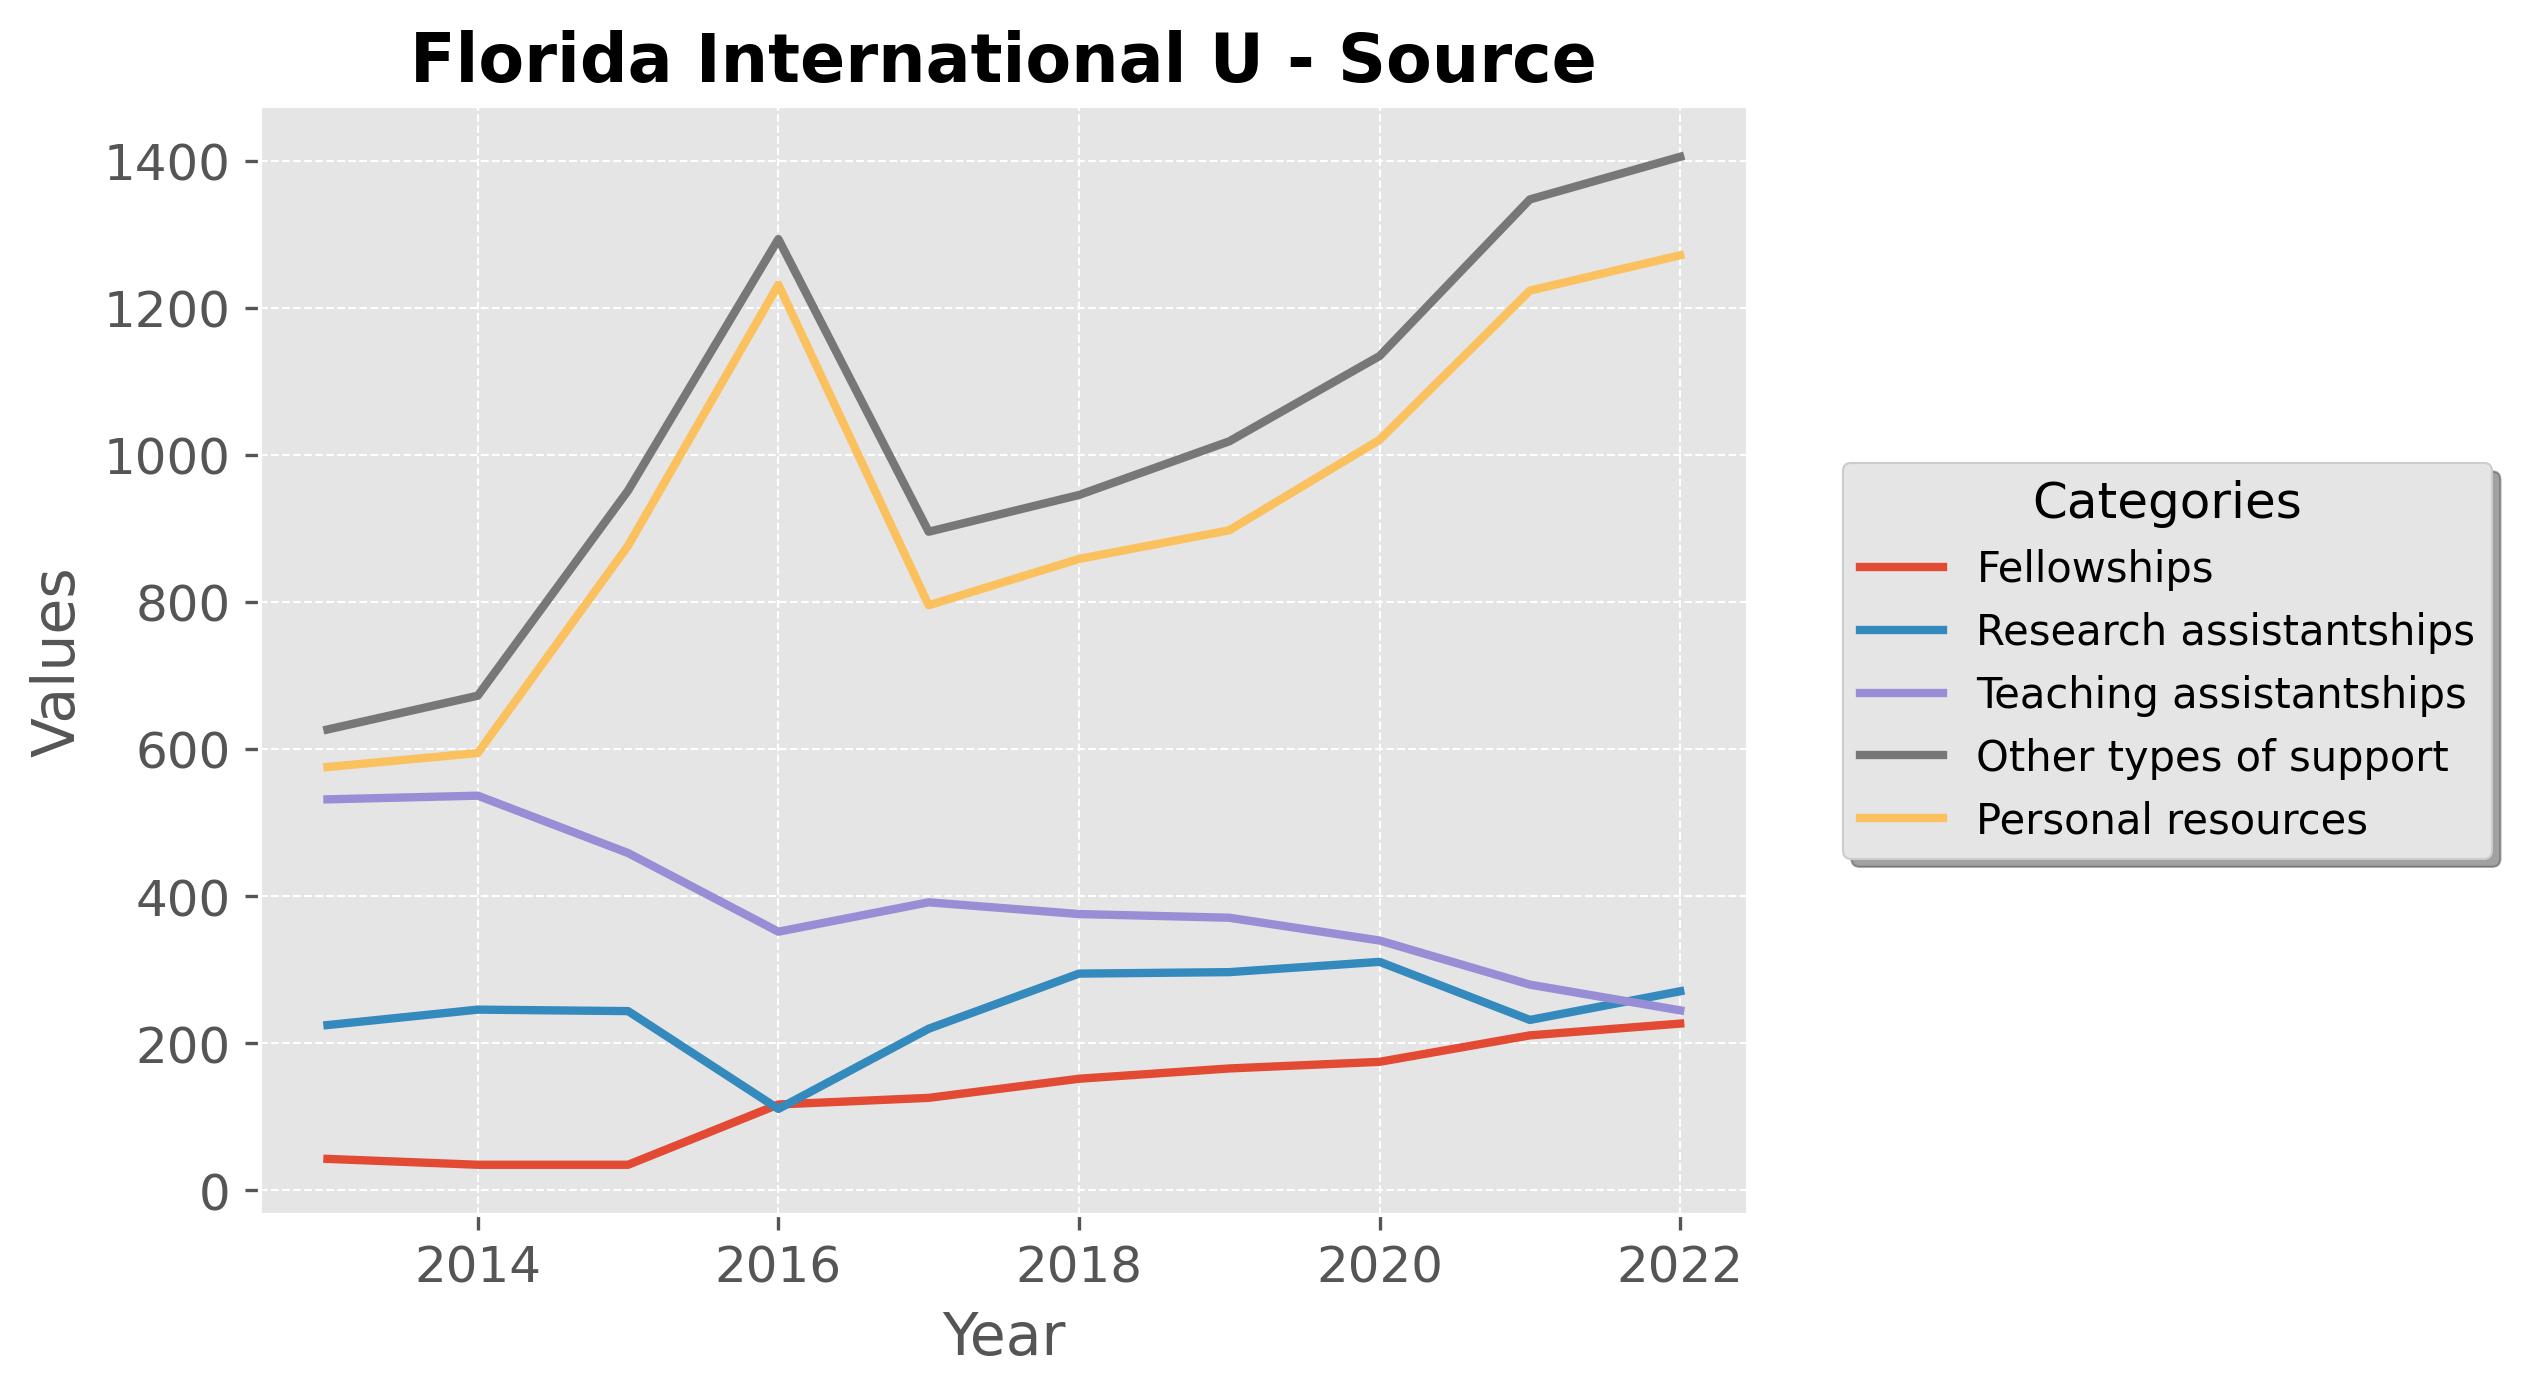 Florida International U - Source
Values
1400
1200
1000
800
600
400
200
0
2014
2016
2018
2020
2022
Year
Categories
Fellowships
Research assistantships
Teaching assistantships
Other types of support
Personal resources